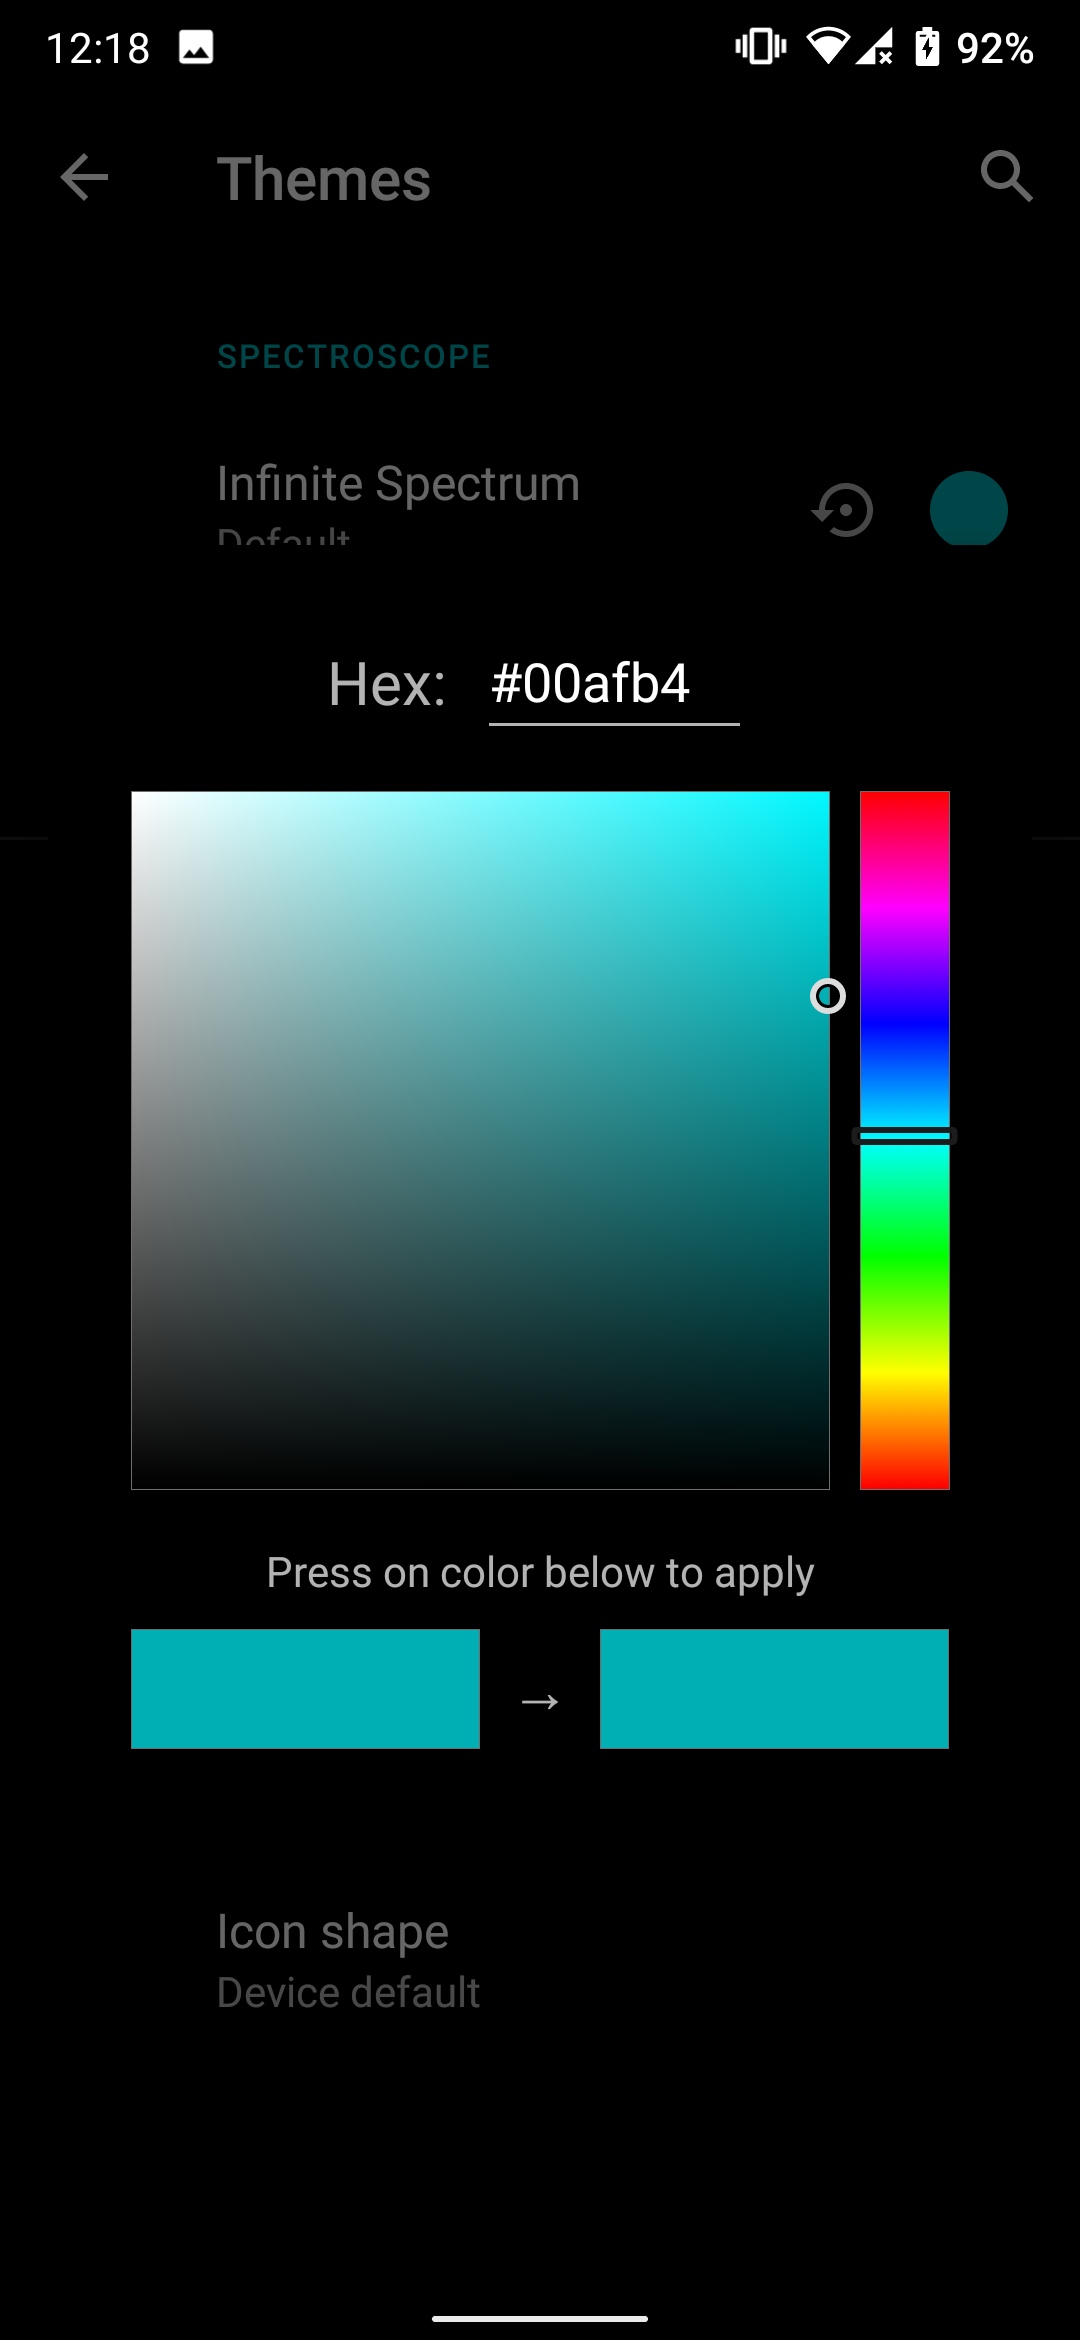 12:18
92%
Themes
SPECTROSCOPE
Infinite Spectrum
Default
Hex: #00afb4
Press on color below to apply
→
Icon shape
Device default